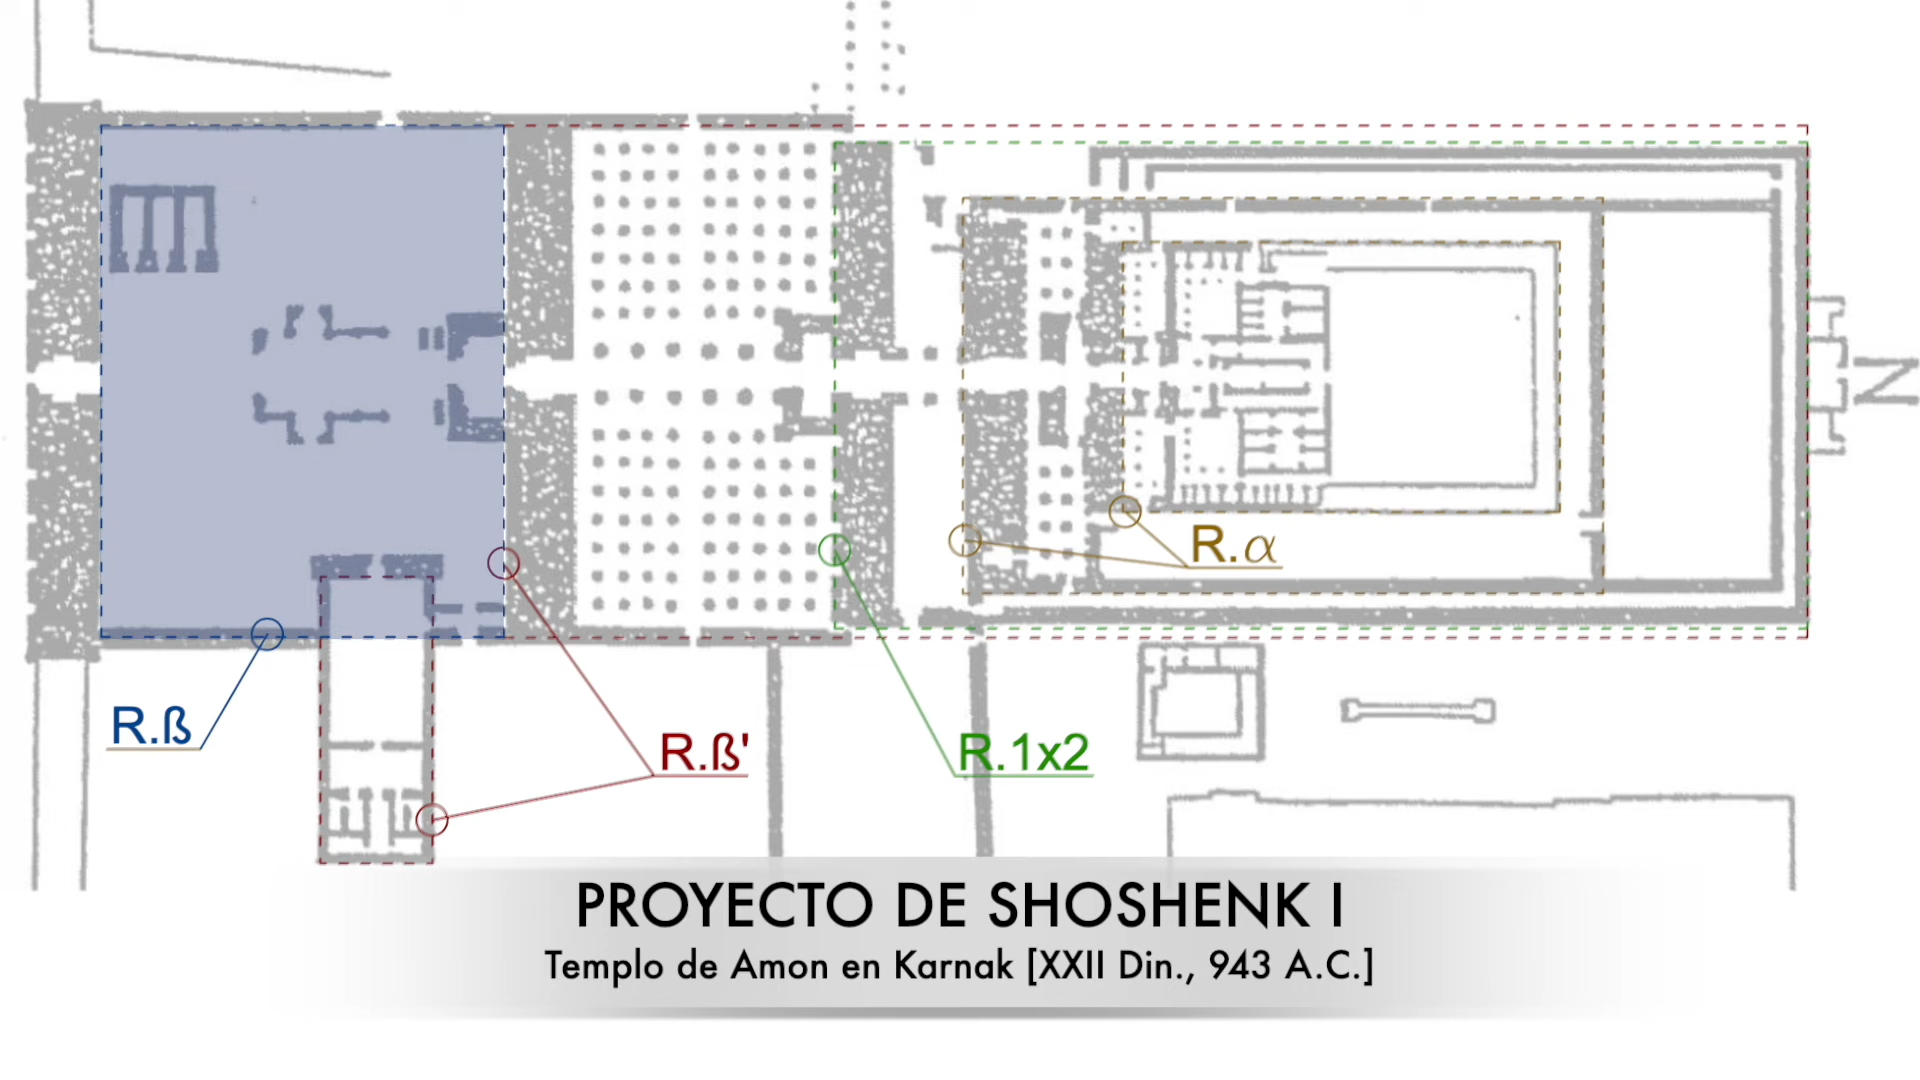 N
R.α
R.ß
R.ß'
R.1x2
PROYECTO DE SHOSHENK I
Templo de Amon en Karnak [XXII Din., 943 A.C.]